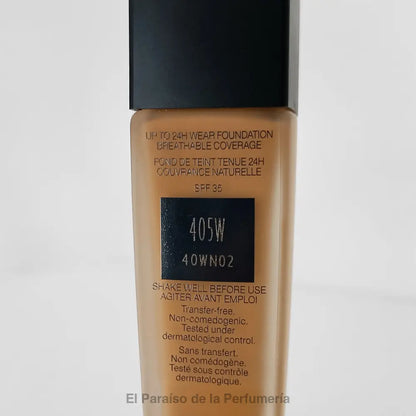 UP TO 24H WEAR FOUNDATION
BREATHABLE COVERAGE
FOND DE TEINT TENUE 24H
COUVRANCE NATURELLE
SPF 35
405W
40WN02
SHAKE WELL BEFORE USE
AGITER AVANT EMPLOI
Transfer-free.
Non-comedogenic.
Tested under
dermatological control.
Sans transfert.
Non comédogène.
Testé sous contrôle
dermatologique.
El Paraíso de la Perfumería